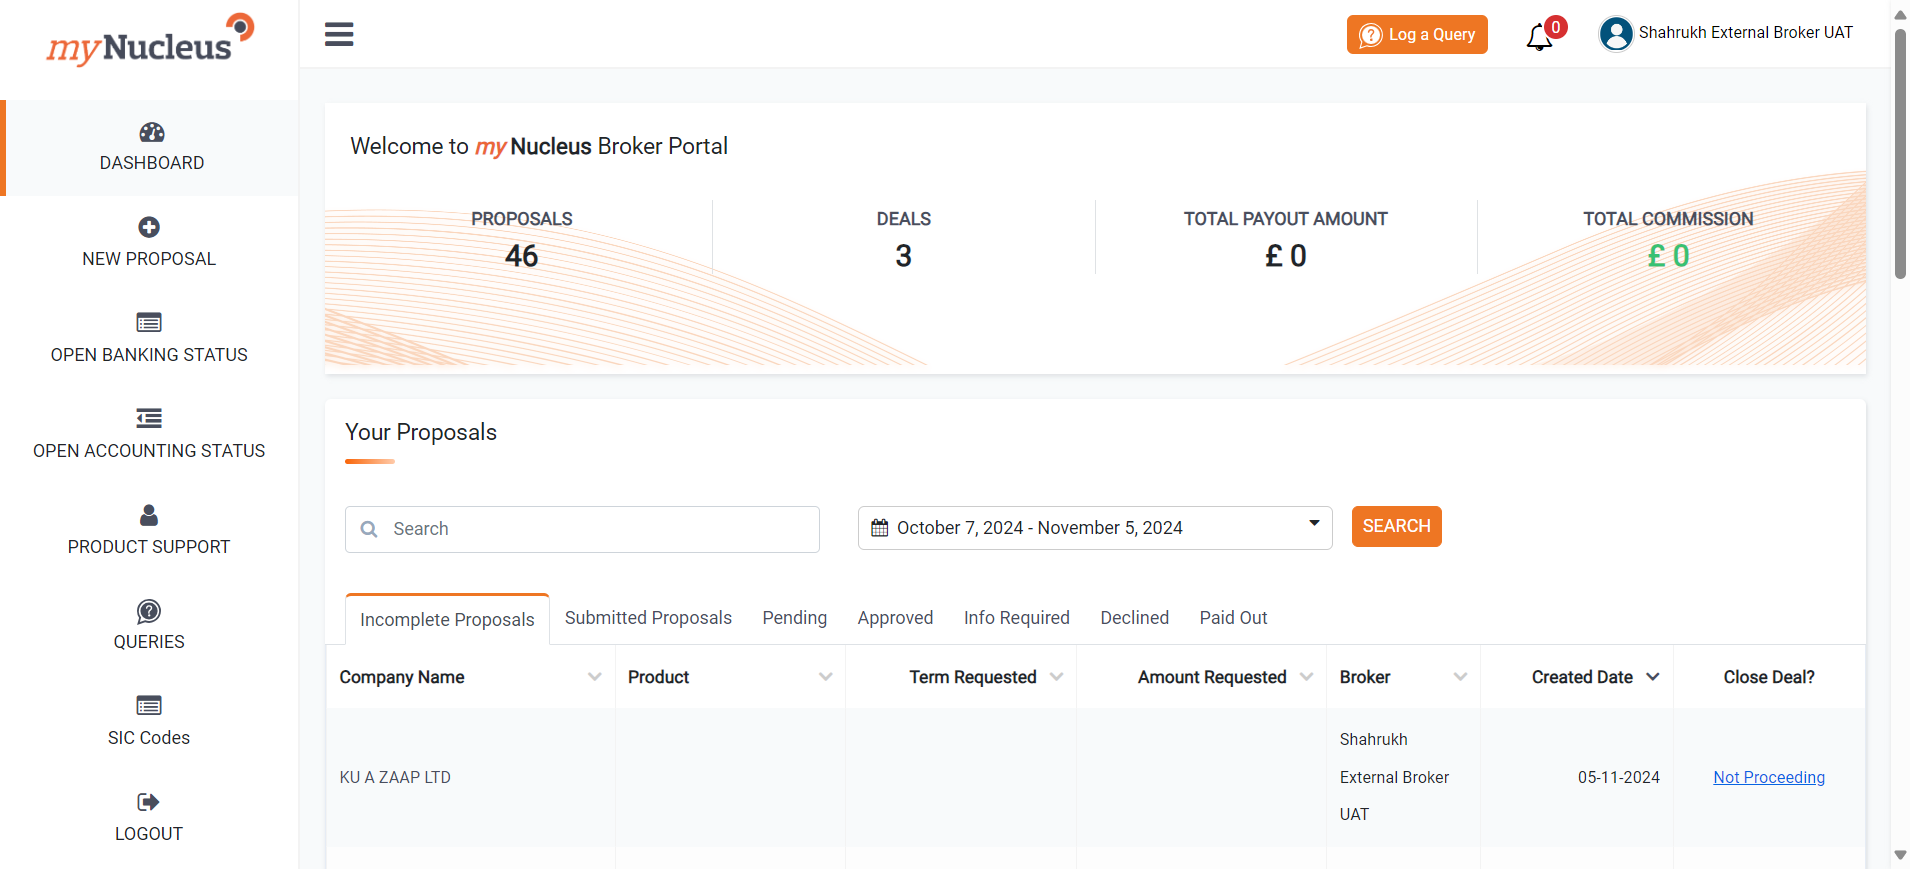 myNucleus
Log a Query
0
Shahrukh External Broker UAT
DASHBOARD
NEW PROPOSAL
OPEN BANKING STATUS
OPEN ACCOUNTING STATUS
PRODUCT SUPPORT
QUERIES
SIC Codes
LOGOUT
Welcome to my Nucleus Broker Portal
PROPOSALS
46
DEALS
3
TOTAL PAYOUT AMOUNT
£ 0
TOTAL COMMISSION
£ 0
Your Proposals
Search
October 7, 2024 - November 5, 2024
SEARCH
Incomplete Proposals Submitted Proposals Pending Approved Info Required Declined Paid Out
Company Name Product Term Requested Amount Requested Broker Created Date Close Deal?
KU A ZAAP LTD
Shahrukh
External Broker
UAT
05-11-2024
Not Proceeding